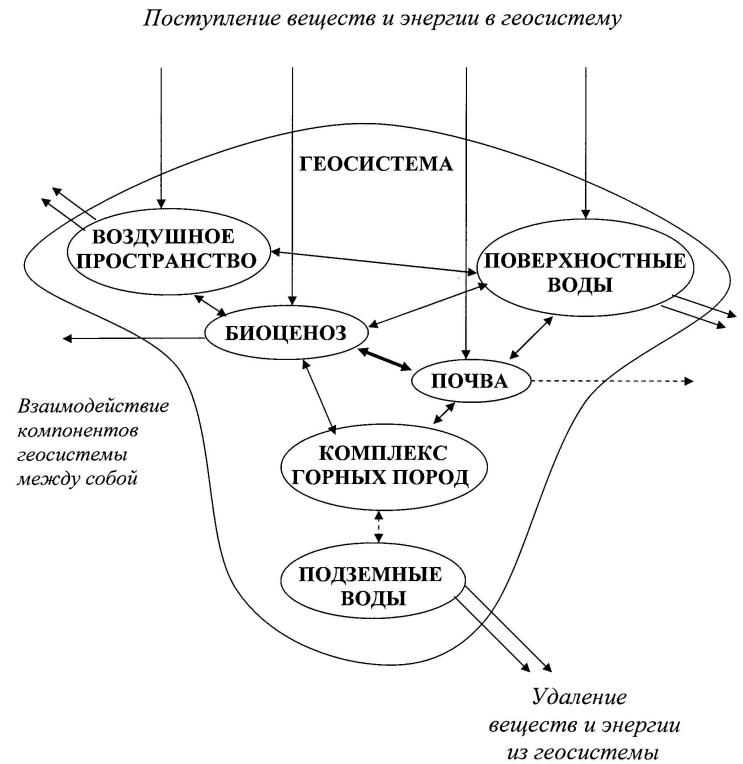 Поступление веществ и энергии в геосистему
ГЕОСИСТЕМА
ВОЗДУШНОЕ
ПРОСТРАНСТВО
ПОВЕРХНОСТНЫЕ
ВОДЫ
БИОЦЕНОЗ
ПОЧВА
Взаимодействие
компонентов
геосистемы
между собой
КОМПЛЕКС
ГОРНЫХ ПОРОД
ПОДЗЕМНЫЕ
ВОДЫ
Удаление
веществ и энергии
из геосистемы